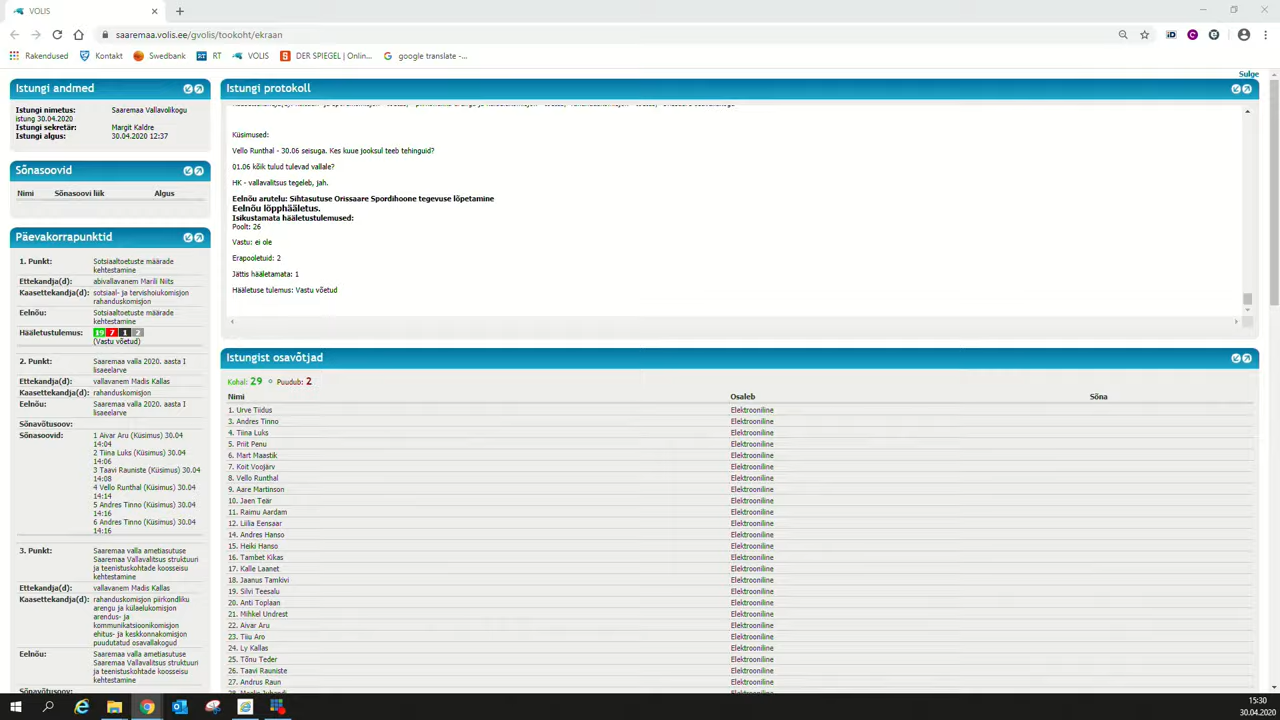 VOLIS
saaremaa.volis.ee/gvolis/tookoht/ekraan
Rakendused Kontakt Swedbank RT VOLIS DER SPIEGEL | Onlin... google translate -...
Sulge
Istungi andmed
Istungi nimetus: Saaremaa Vallavolikogu
istung 30.04.2020
Istungi sekretär: Margit Kaldre
Istungi algus: 30.04.2020 12:37
Sõnasoovid
Nimi Sõnasoovi liik Algus
Päevakorrapunktid
1. Punkt: Sotsiaaltoetuste määrade
kehtestamine
Ettekandja(d): abivallavanem Marili Niits
Kaasettekandja(d): sotsiaal- ja tervishoiukomisjon
rahanduskomisjon
Eelnõu: Sotsiaaltoetuste määrade
kehtestamine
Hääletustulemus: 19 7 1 2
(Vastu võetud)
2. Punkt: Saaremaa valla 2020. aasta I
lisaeelarve
Ettekandja(d): vallavanem Madis Kallas
Kaasettekandja(d): rahanduskomisjon
Eelnõu: Saaremaa valla 2020. aasta I
lisaeelarve
Sõnavõtusoov:
Sõnasoovid: 1 Aivar Aru (Küsimus) 30.04
14:04
2 Tiina Luks (Küsimus) 30.04
14:06
3 Taavi Rauniste (Küsimus) 30.04
14:08
4 Vello Runthal (Küsimus) 30.04
14:14
5 Andres Tinno (Küsimus) 30.04
14:16
6 Andres Tinno (Küsimus) 30.04
14:16
3. Punkt: Saaremaa valla ametiasutuse
Saaremaa Vallavalitsus struktuuri
ja teenistuskohtade koosseisu
kehtestamine
Ettekandja(d): vallavanem Madis Kallas
Kaasettekandja(d): rahanduskomisjon piirkondliku
arengu ja külaelukomisjon
arendus- ja
kommunikatsioonikomisjon
ehitus- ja keskkonnakomisjon
puudutatud osavallakogud
Eelnõu: Saaremaa valla ametiasutuse
Saaremaa Vallavalitsus struktuuri
ja teenistuskohtade koosseisu
kehtestamine
Sõnavõtusoov:
Istungi protokoll
Küsimused:
Vello Runthal - 30.06 seisuga. Kes kuue jooksul teeb tehinguid?
01.06 kõik tulud tulevad vallale?
HK - vallavalitsus tegeleb, jah.
Eelnõu arutelu: Sihtasutuse Orissaare Spordihoone tegevuse lõpetamine
Eelnõu lõpphääletus.
Isikustamata hääletustulemused:
Poolt: 26
Vastu: ei ole
Erapooletuid: 2
Jättis hääletamata: 1
Hääletuse tulemus: Vastu võetud
Istungist osavõtjad
Kohal: 29 Puudub: 2
Nimi Osaleb Sõna
1. Urve Tiidus Elektrooniline
3. Andres Tinno Elektrooniline
4. Tiina Luks Elektrooniline
5. Priit Penu Elektrooniline
6. Mart Maastik Elektrooniline
7. Koit Voojärv Elektrooniline
8. Vello Runthal Elektrooniline
9. Aare Martinson Elektrooniline
10. Jaen Teär Elektrooniline
11. Raimu Aardam Elektrooniline
12. Liilia Eensaar Elektrooniline
14. Andres Hanso Elektrooniline
15. Heiki Hanso Elektrooniline
16. Tambet Kikas Elektrooniline
17. Kalle Laanet Elektrooniline
18. Jaanus Tamkivi Elektrooniline
19. Silvi Teesalu Elektrooniline
20. Anti Toplaan Elektrooniline
21. Mihkel Undrest Elektrooniline
22. Aivar Aru Elektrooniline
23. Tiiu Aro Elektrooniline
24. Ly Kallas Elektrooniline
25. Tõnu Teder Elektrooniline
26. Taavi Rauniste Elektrooniline
27. Andrus Raun Elektrooniline
15:30
30.04.2020